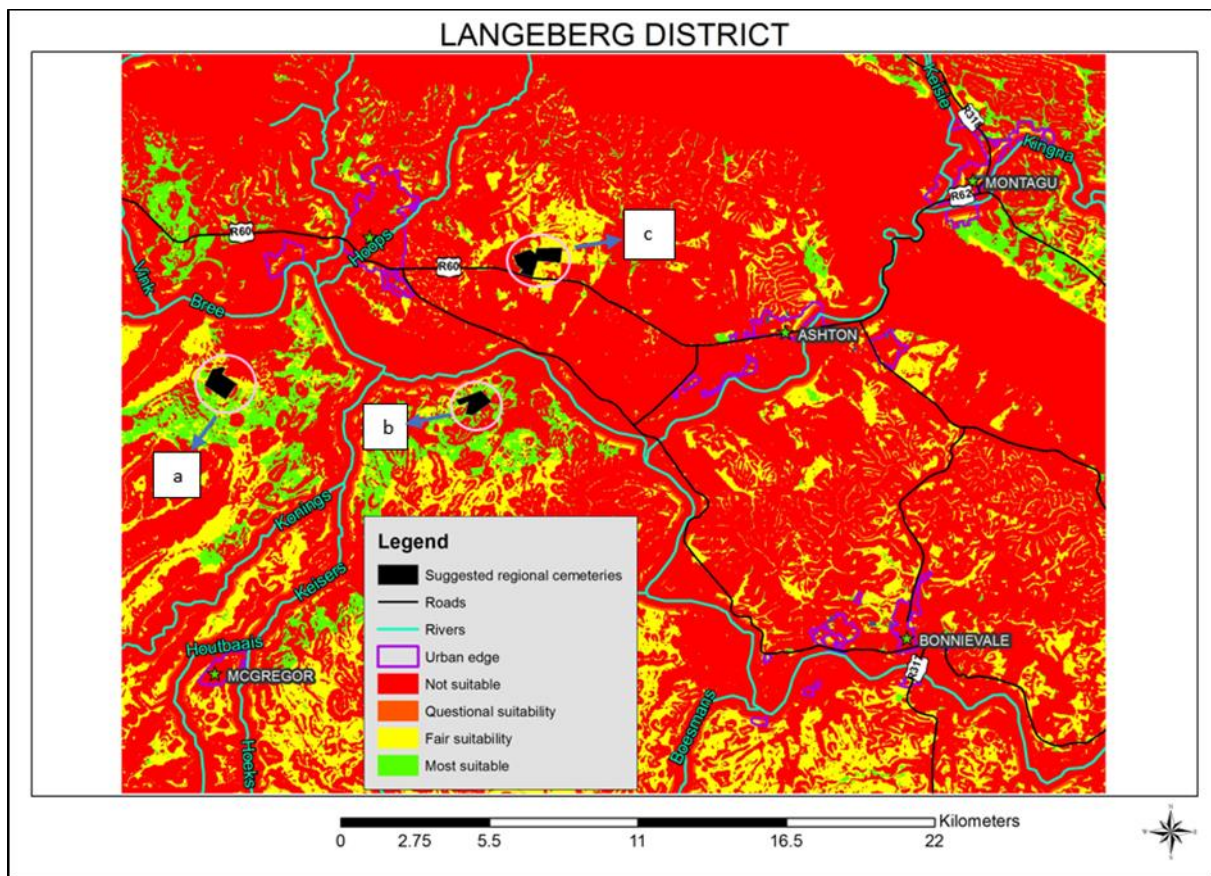 LANGEBERG DISTRICT
Keisie
R318
Kingna
MONTAGU
R62
R60
Hoops
c
R60
Vink
Bree
ASHTON
b
a
Konings
Keisers
Houtbaais
MCGREGOR
Hoeks
Legend
Suggested regional cemeteries
Roads
Rivers
Urban edge
Not suitable
Questional suitability
Fair suitability
Most suitable
BONNIEVALE
R317
Boesmans
Kilometers
0 2.75 5.5 11 16.5 22
N